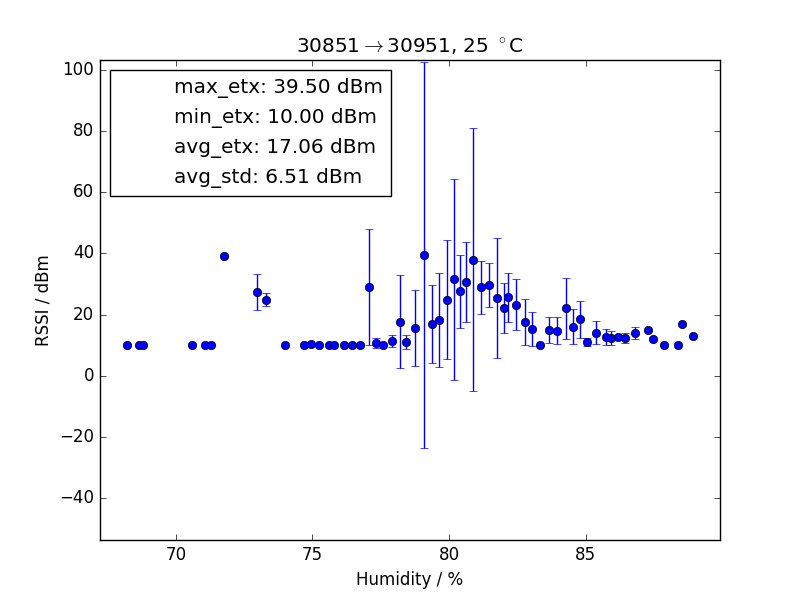 30851→30951, 25 °C
max_etx: 39.50 dBm
min_etx: 10.00 dBm
avg_etx: 17.06 dBm
avg_std: 6.51 dBm
RSSI / dBm
100
80
60
40
20
0
−20
−40
70 75 80 85
Humidity / %